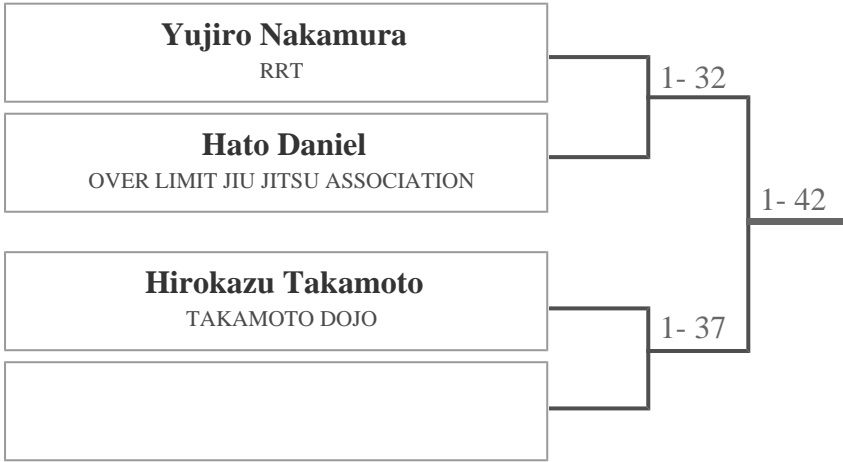 Yujiro Nakamura
RRT
1- 32
Hato Daniel
OVER LIMIT JIU JITSU ASSOCIATION
1- 42
Hirokazu Takamoto
TAKAMOTO DOJO
1- 37